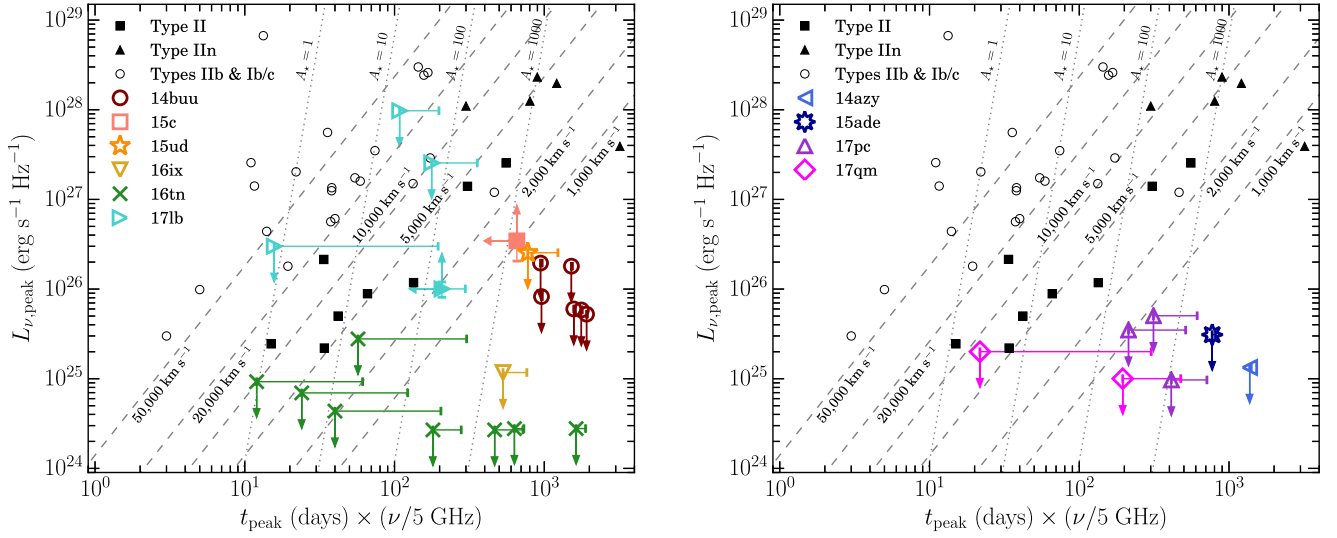 10²⁹
10²⁸
10²⁷
10²⁶
10²⁵
10²⁴
L_{ν,peak} (erg s⁻¹ Hz⁻¹)
Type II
Type IIn
Types IIb & Ib/c
14buu
15c
15ud
16ix
16tn
17lb
A⋆ = 1
A⋆ = 10
A⋆ = 100
A⋆ = 1000
50,000 km s⁻¹
20,000 km s⁻¹
10,000 km s⁻¹
5,000 km s⁻¹
2,000 km s⁻¹
1,000 km s⁻¹
10⁰
10¹
10²
10³
t_{peak} (days) × (ν/5 GHz)
10²⁹
10²⁸
10²⁷
10²⁶
10²⁵
10²⁴
L_{ν,peak} (erg s⁻¹ Hz⁻¹)
Type II
Type IIn
Types IIb & Ib/c
14azy
15ade
17pc
17qm
A⋆ = 1
A⋆ = 10
A⋆ = 100
A⋆ = 1000
50,000 km s⁻¹
20,000 km s⁻¹
10,000 km s⁻¹
5,000 km s⁻¹
2,000 km s⁻¹
1,000 km s⁻¹
10⁰
10¹
10²
10³
t_{peak} (days) × (ν/5 GHz)